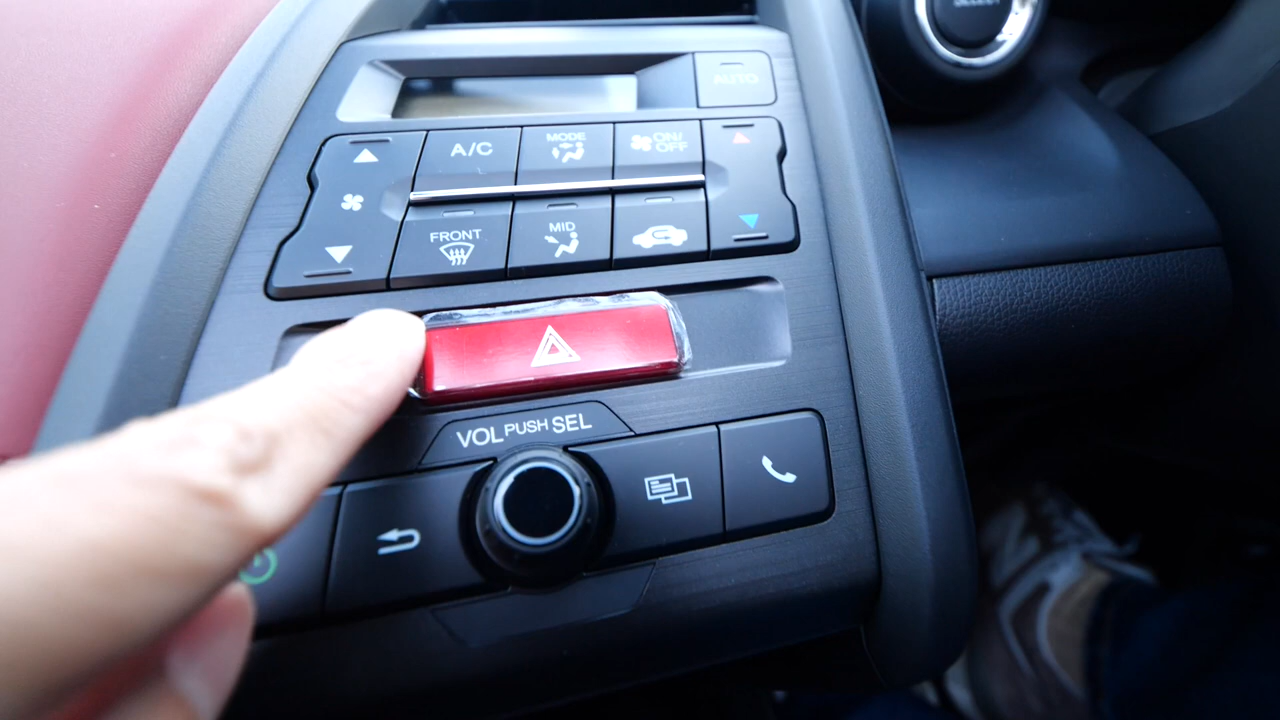 AUTO
A/C
MODE
ON/
OFF
FRONT
MID
VOL PUSH SEL